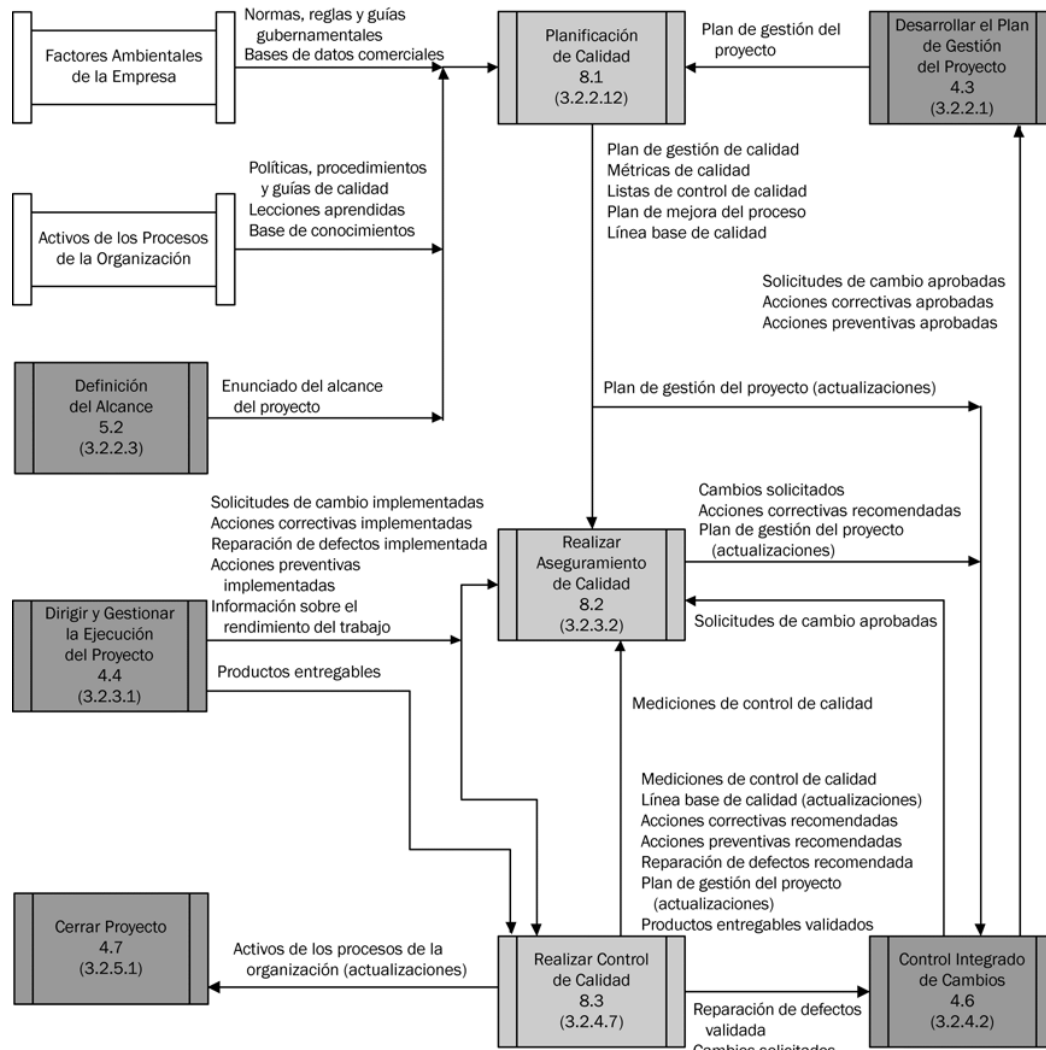 Normas, reglas y guías
gubernamentales
Bases de datos comerciales
Factores Ambientales
de la Empresa
Planificación
de Calidad
8.1
(3.2.2.12)
Plan de gestión del
proyecto
Desarrollar el Plan
de Gestión
del Proyecto
4.3
(3.2.2.1)
Políticas, procedimientos
y guías de calidad
Lecciones aprendidas
Base de conocimientos
Activos de los Procesos
de la Organización
Plan de gestión de calidad
Métricas de calidad
Listas de control de calidad
Plan de mejora del proceso
Línea base de calidad
Solicitudes de cambio aprobadas
Acciones correctivas aprobadas
Acciones preventivas aprobadas
Definición
del Alcance
5.2
(3.2.2.3)
Enunciado del alcance
del proyecto
Plan de gestión del proyecto (actualizaciones)
Solicitudes de cambio implementadas
Acciones correctivas implementadas
Reparación de defectos implementada
Acciones preventivas
implementadas
Información sobre el
rendimiento del trabajo
Realizar
Aseguramiento
de Calidad
8.2
(3.2.3.2)
Cambios solicitados
Acciones correctivas recomendadas
Plan de gestión del proyecto
(actualizaciones)
Solicitudes de cambio aprobadas
Dirigir y Gestionar
la Ejecución
del Proyecto
4.4
(3.2.3.1)
Productos entregables
Mediciones de control de calidad
Mediciones de control de calidad
Línea base de calidad (actualizaciones)
Acciones correctivas recomendadas
Acciones preventivas recomendadas
Reparación de defectos recomendada
Plan de gestión del proyecto
(actualizaciones)
Productos entregables validados
Cerrar Proyecto
4.7
(3.2.5.1)
Activos de los procesos de la
organización (actualizaciones)
Realizar Control
de Calidad
8.3
(3.2.4.7)
Reparación de defectos
validada
Cambios solicitados
Control Integrado
de Cambios
4.6
(3.2.4.2)